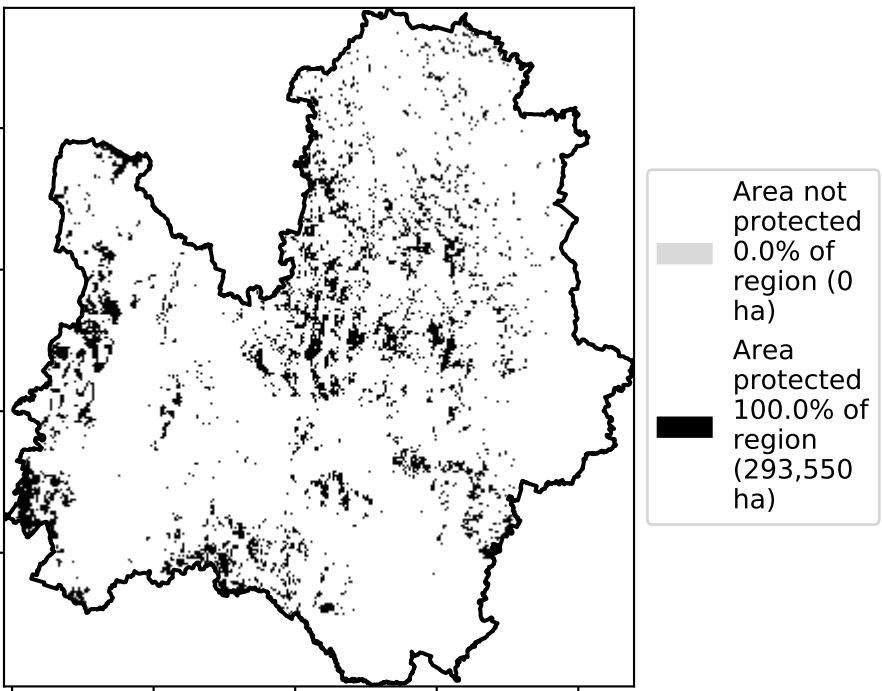 Area not
protected
0.0% of
region (0
ha)
Area
protected
100.0% of
region
(293,550
ha)